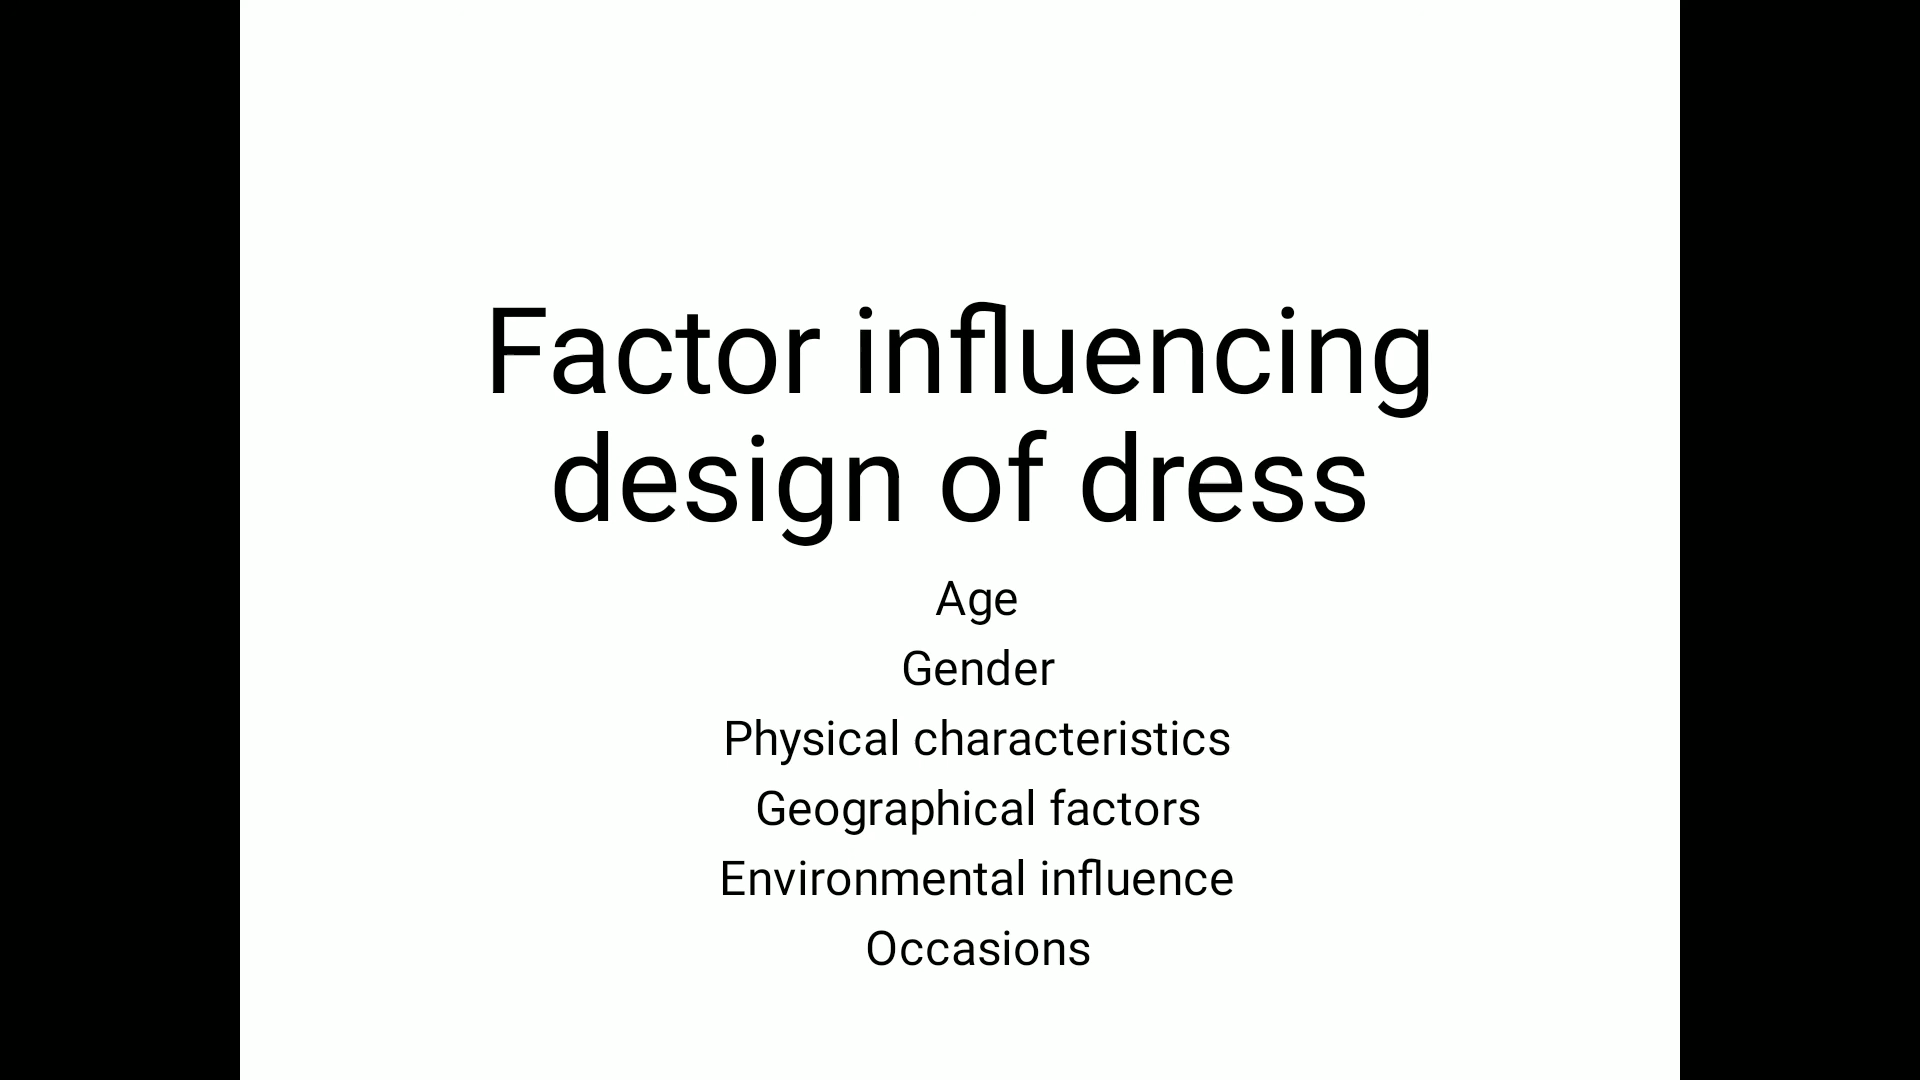 Factor influencing
design of dress
Age
Gender
Physical characteristics
Geographical factors
Environmental influence
Occasions